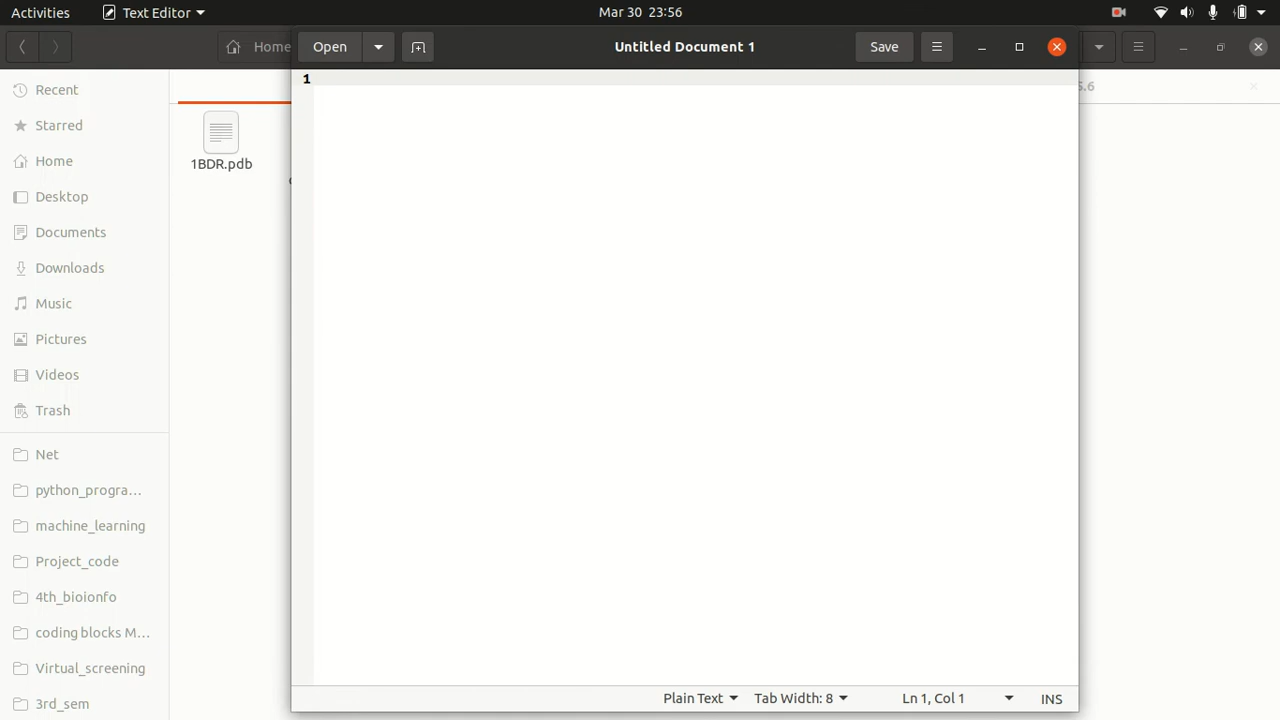 Activities
Text Editor
Mar 30 23:56
Home
Open
Untitled Document 1
Save
5.6
1
Recent
Starred
Home
Desktop
Documents
Downloads
Music
Pictures
Videos
Trash
Net
python_progra…
machine_learning
Project_code
4th_bioionfo
coding blocks M…
Virtual_screening
3rd_sem
1BDR.pdb
Plain Text
Tab Width: 8
Ln 1, Col 1
INS